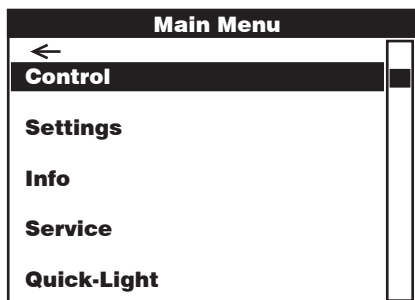 Main Menu
←
Control
Settings
Info
Service
Quick-Light